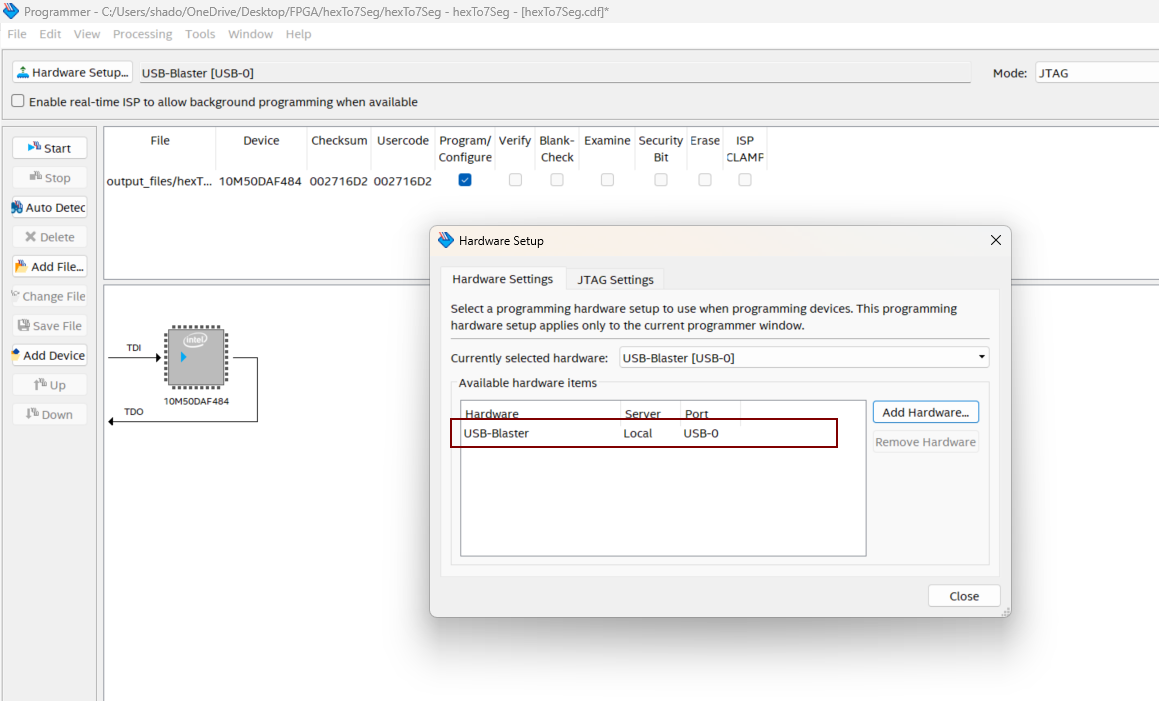 Programmer - C:/Users/shado/OneDrive/Desktop/FPGA/hexTo7Seg/hexTo7Seg - hexTo7Seg - [hexTo7Seg.cdf]*
File Edit View Processing Tools Window Help
Hardware Setup... USB-Blaster [USB-0] Mode: JTAG
Enable real-time ISP to allow background programming when available
Start
Stop
Auto Detec
Delete
Add File...
Change File
Save File
Add Device
Up
Down
File Device Checksum Usercode Program/ Verify Blank- Examine Security Erase ISP
Configure Check Bit CLAMF
output_files/hexT... 10M50DAF484 002716D2 002716D2
TDI
intel
10M50DAF484
TDO
Hardware Setup
Hardware Settings JTAG Settings
Select a programming hardware setup to use when programming devices. This programming
hardware setup applies only to the current programmer window.
Currently selected hardware: USB-Blaster [USB-0]
Available hardware items
Hardware Server Port
USB-Blaster Local USB-0
Add Hardware...
Remove Hardware
Close